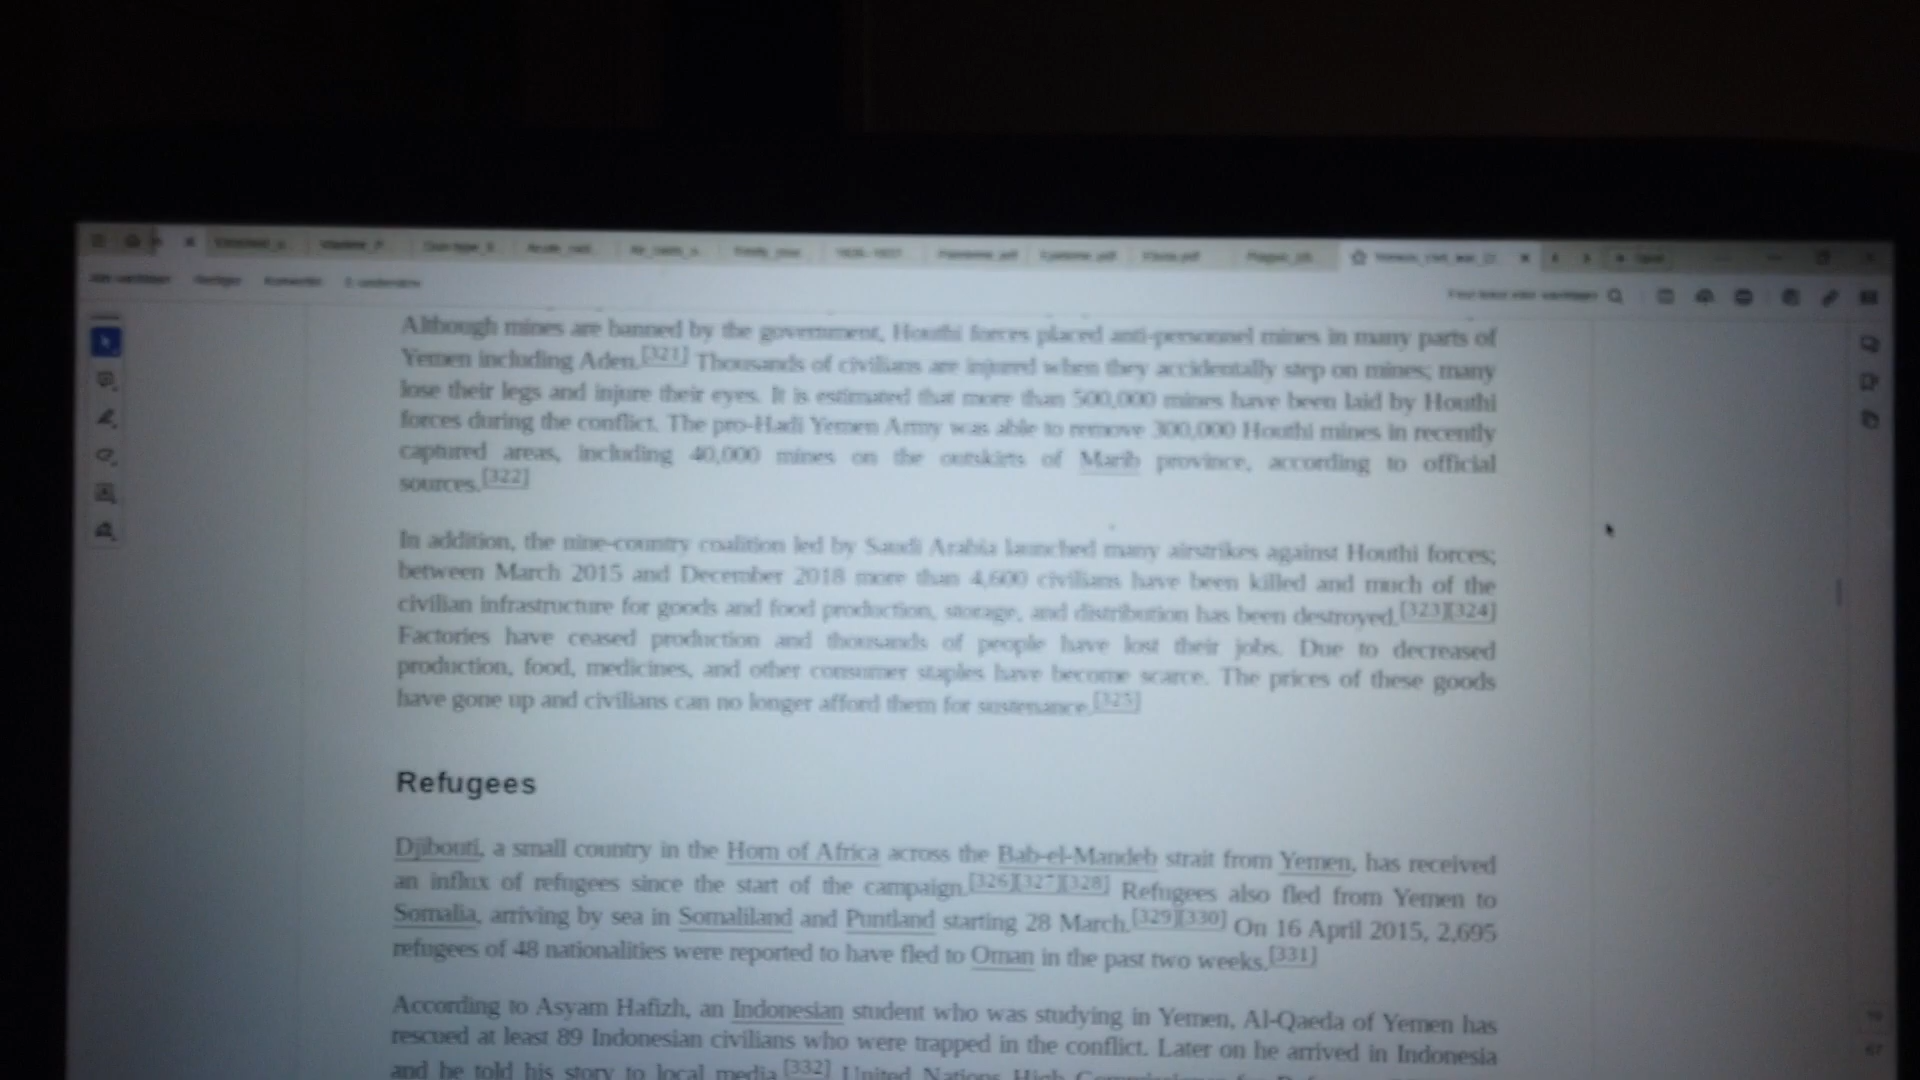 Although mines are banned by the government, Houthi forces placed anti-personnel mines in many parts of
Yemen including Aden.[321] Thousands of civilians are injured when they accidentally step on mines; many
lose their legs and injure their eyes. It is estimated that more than 500,000 mines have been laid by Houthi
forces during the conflict. The pro-Hadi Yemen Army was able to remove 300,000 Houthi mines in recently
captured areas, including 40,000 mines on the outskirts of Marib province, according to official
sources.[322]
In addition, the nine-country coalition led by Saudi Arabia launched many airstrikes against Houthi forces;
between March 2015 and December 2018 more than 4,600 civilians have been killed and much of the
civilian infrastructure for goods and food production, storage, and distribution has been destroyed.[323][324]
Factories have ceased production and thousands of people have lost their jobs. Due to decreased
production, food, medicines, and other consumer staples have become scarce. The prices of these goods
have gone up and civilians can no longer afford them for sustenance.[325]
Refugees
Djibouti, a small country in the Horn of Africa across the Bab-el-Mandeb strait from Yemen, has received
an influx of refugees since the start of the campaign.[326][327][328] Refugees also fled from Yemen to
Somalia, arriving by sea in Somaliland and Puntland starting 28 March.[329][330] On 16 April 2015, 2,695
refugees of 48 nationalities were reported to have fled to Oman in the past two weeks.[331]
According to Asyam Hafizh, an Indonesian student who was studying in Yemen, Al-Qaeda of Yemen has
rescued at least 89 Indonesian civilians who were trapped in the conflict. Later on he arrived in Indonesia
and he told his story to local media.[332] United Nations High